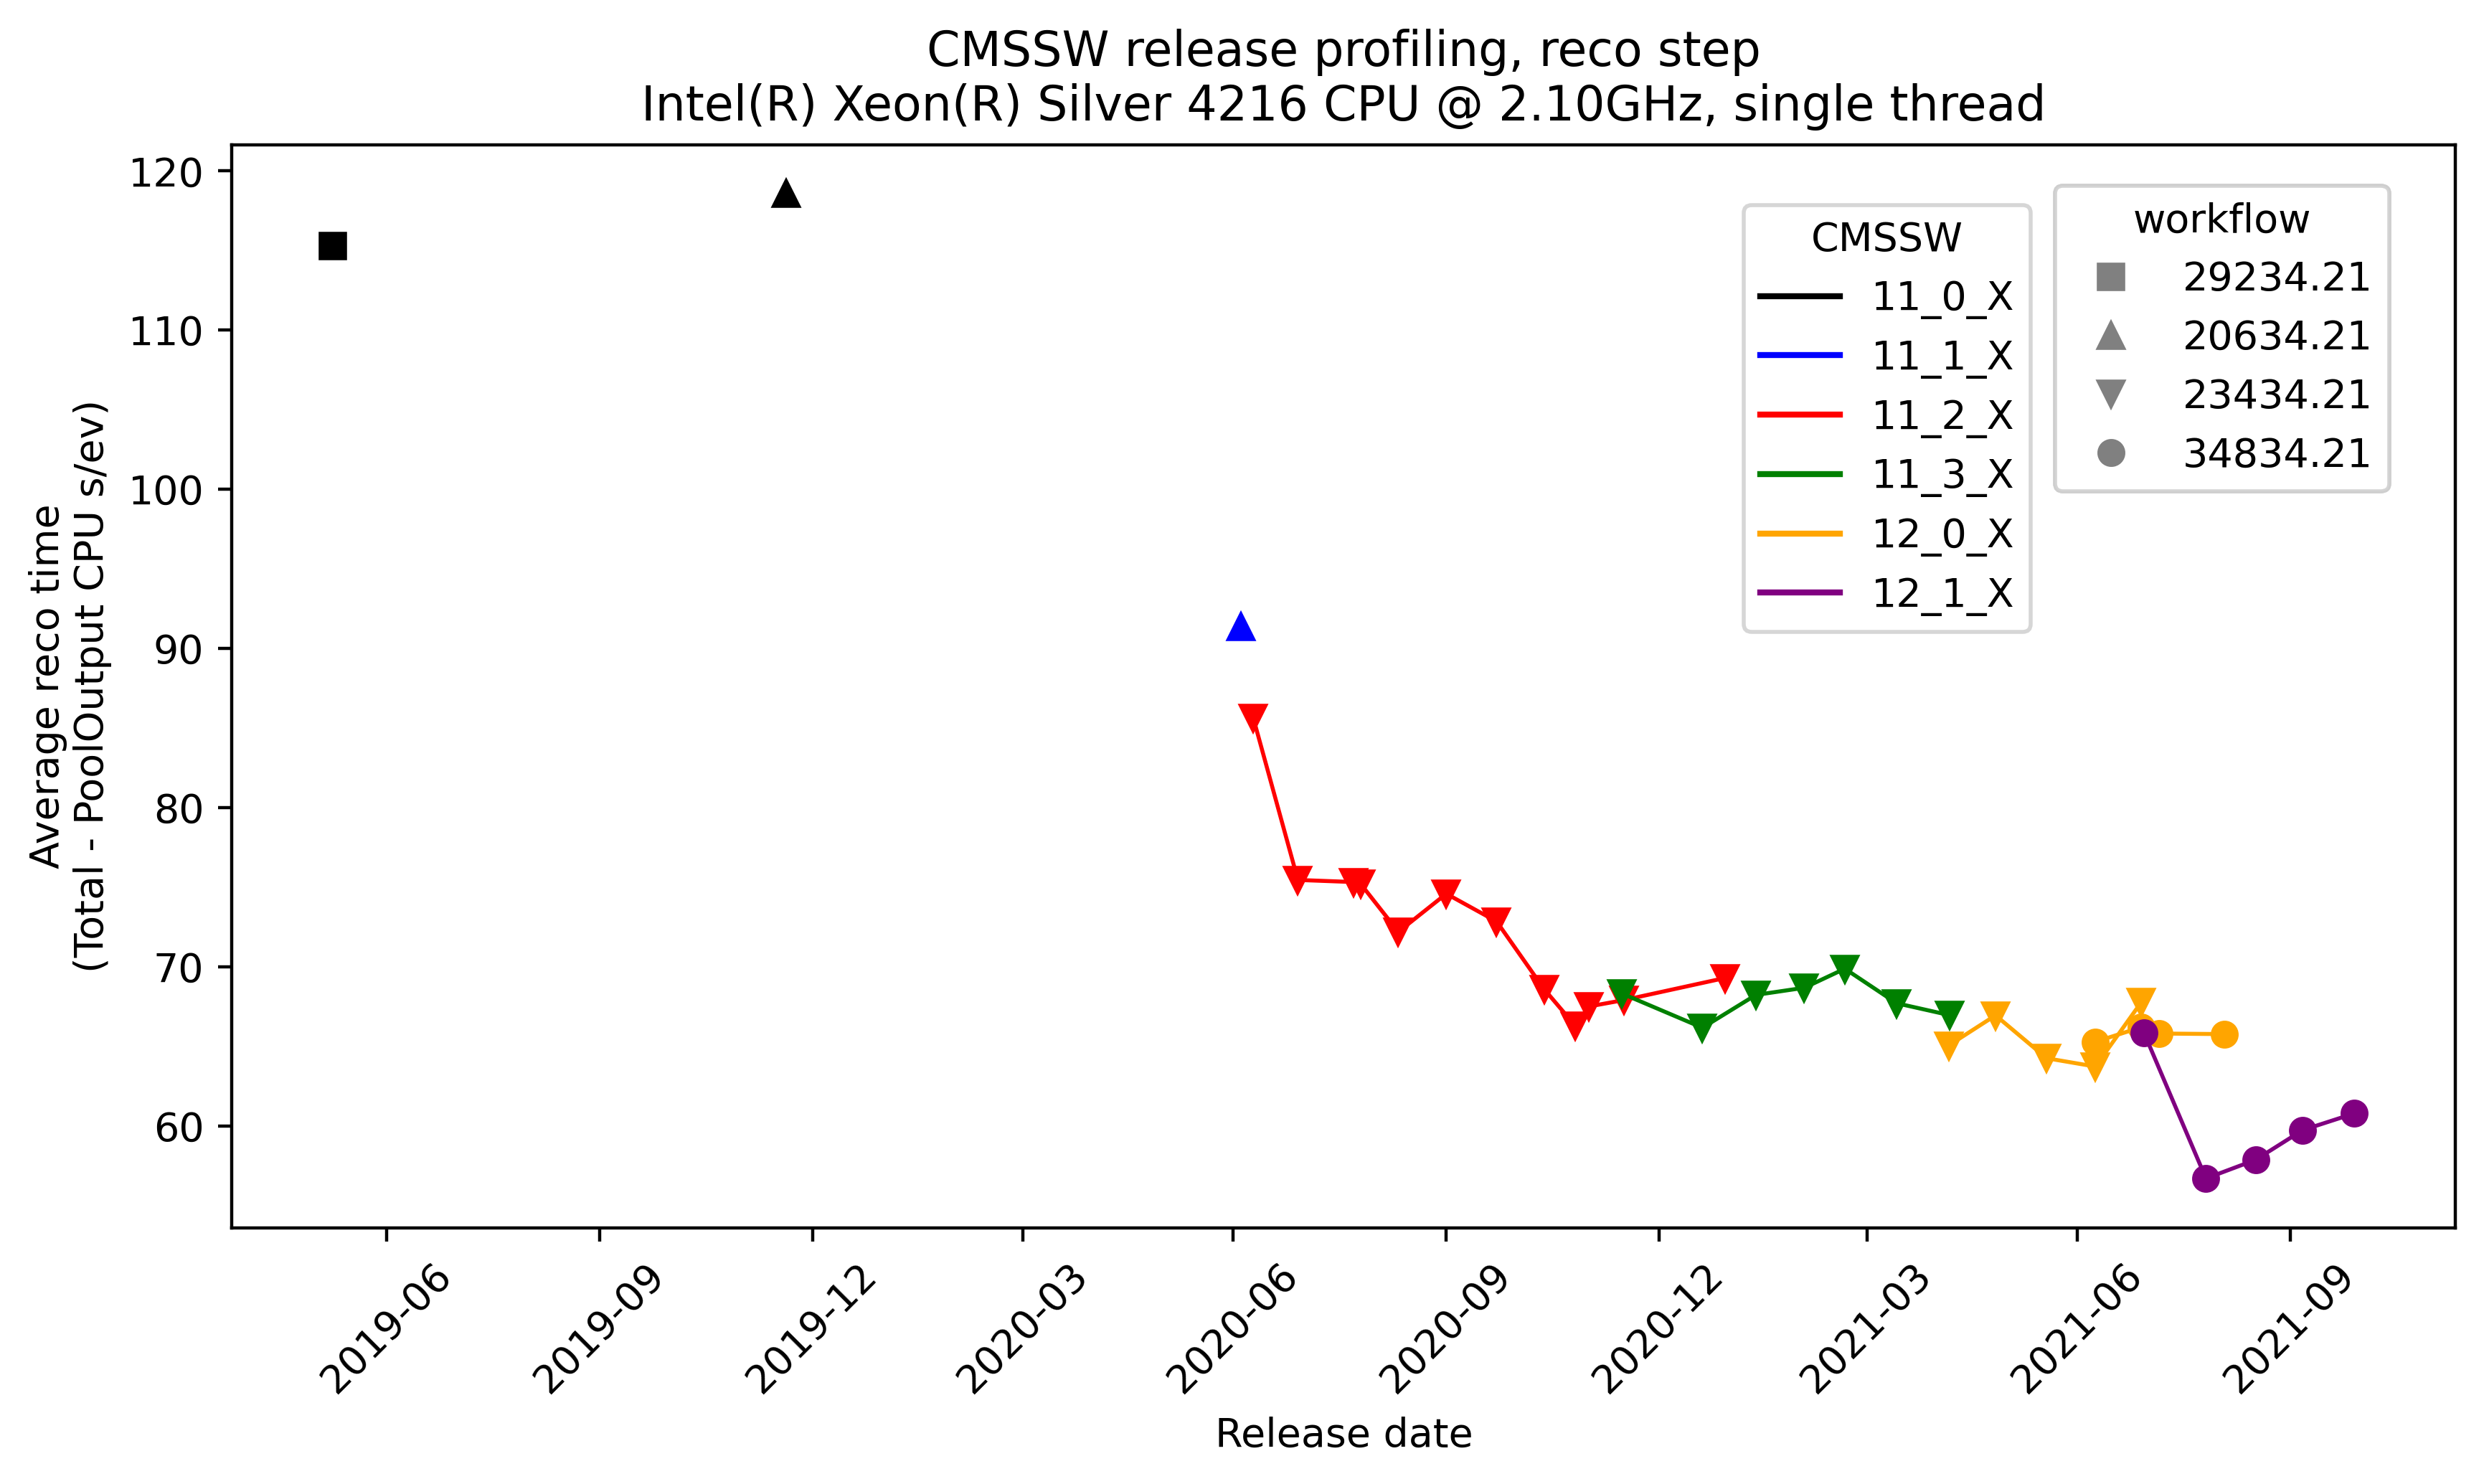 CMSSW release profiling, reco step
Intel(R) Xeon(R) Silver 4216 CPU @ 2.10GHz, single thread
Average reco time
(Total - PoolOutput CPU s/ev)
120
110
100
90
80
70
60
CMSSW
11_0_X
11_1_X
11_2_X
11_3_X
12_0_X
12_1_X
workflow
29234.21
20634.21
23434.21
34834.21
2019-06
2019-09
2019-12
2020-03
2020-06
2020-09
2020-12
2021-03
2021-06
2021-09
Release date